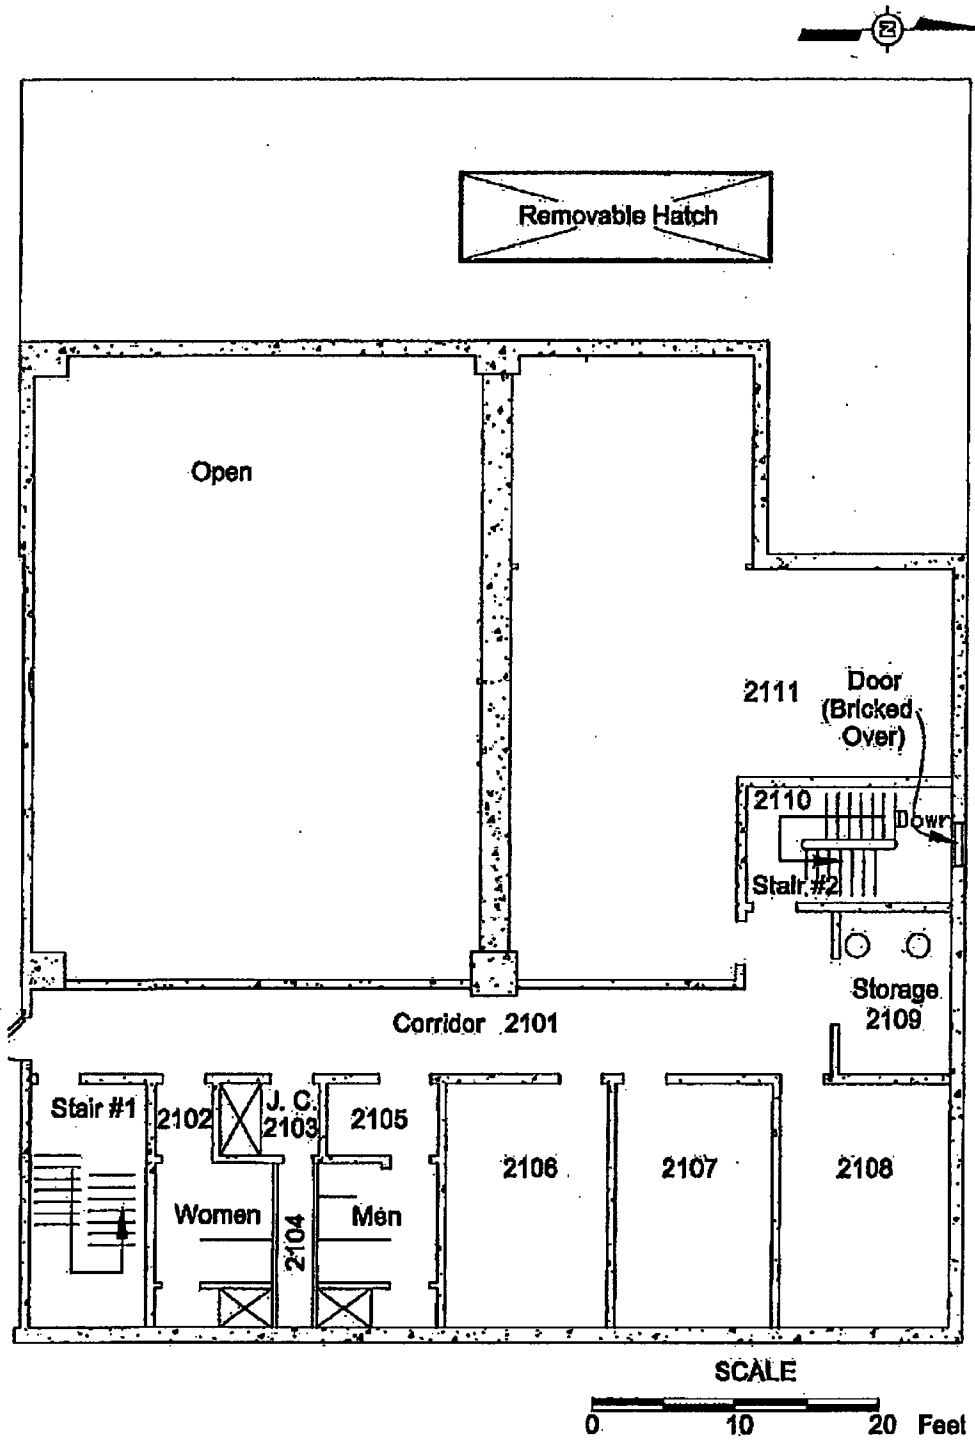 N
Removable Hatch
Open
2111
Door
(Bricked
Over)
2110
Stair #2
Storage
2109
Corridor 2101
Stair #1
2102
J. C.
2103
2105
2106
2107
2108
Women
2104
Men
SCALE
0 10 20 Feet